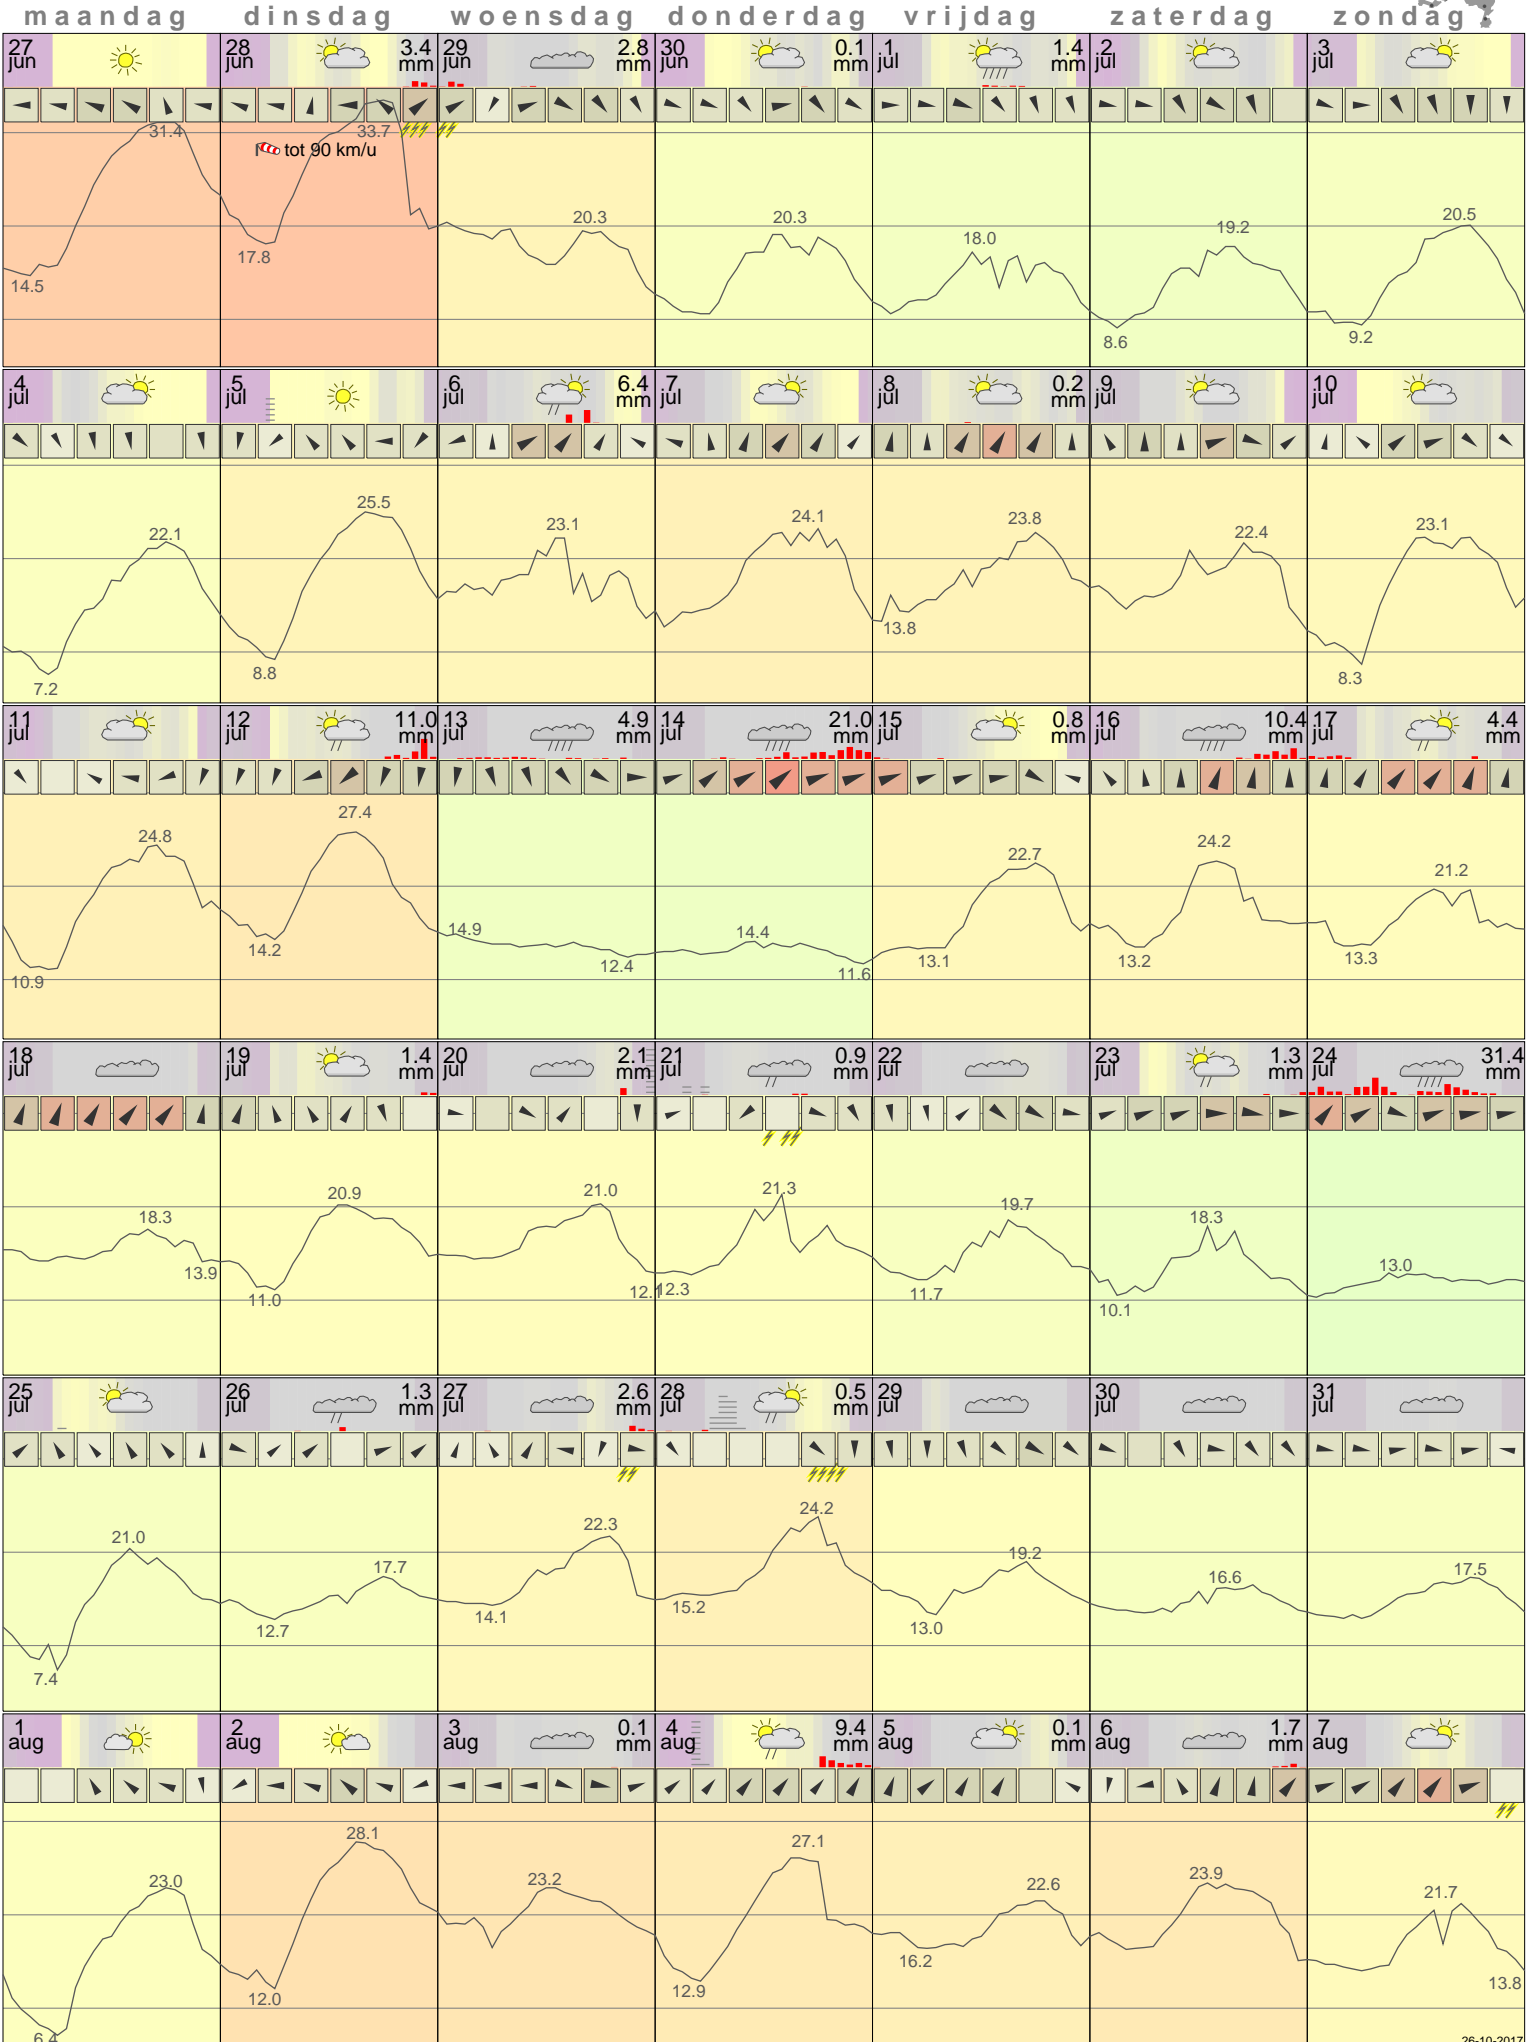 maandag dinsdag woensdag donderdag vrijdag zaterdag zondag
27 28 3.4 29 2.8 30 0.1 1 1.4 2 3
jun jun mm jun mm jun mm jul mm jul jul
31.4 33.7
tot 90 km/u
20.3 20.3 18.0 19.2 20.5
14.5 17.8 8.6 9.2
4 5 6 6.4 7 8 0.2 9 10
jul jul jul mm jul jul mm jul jul
22.1 25.5 23.1 24.1 23.8 22.4 23.1
7.2 8.8 13.8 8.3
11 12 11.0 13 4.9 14 21.0 15 0.8 16 10.4 17 4.4
jul jul mm jul mm jul mm jul mm jul mm jul mm
24.8 27.4 14.9 14.4 22.7 24.2 21.2
10.9 14.2 12.4 11.6 13.1 13.2 13.3
18 19 1.4 20 2.1 21 0.9 22 23 1.3 24 31.4
jul jul mm jul mm jul mm jul jul mm jul mm
18.3 20.9 21.0 21.3 19.7 18.3 13.0
13.9 11.0 12.1 12.3 11.7 10.1
25 26 1.3 27 2.6 28 0.5 29 30 31
jul jul mm jul mm jul mm jul jul jul
21.0 17.7 22.3 24.2 19.2 16.6 17.5
7.4 12.7 14.1 15.2 13.0
1 2 3 0.1 4 9.4 5 0.1 6 1.7 7
aug aug aug mm aug mm aug mm aug mm aug
23.0 28.1 23.2 27.1 22.6 23.9 21.7
6.4 12.0 12.9 16.2 13.8
26-10-2017